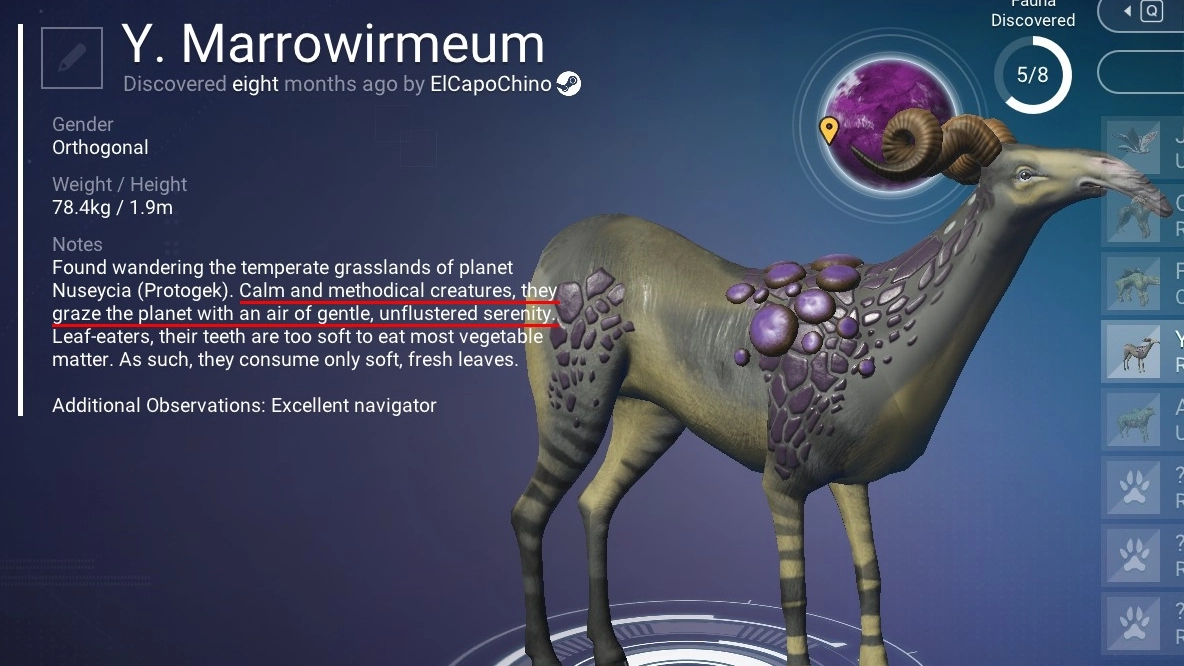 Y. Marrowirmeum
Discovered eight months ago by ElCapoChino
Gender
Orthogonal
Weight / Height
78.4kg / 1.9m
Notes
Found wandering the temperate grasslands of planet
Nuseycia (Protogek). Calm and methodical creatures, they
graze the planet with an air of gentle, unflustered serenity.
Leaf-eaters, their teeth are too soft to eat most vegetable
matter. As such, they consume only soft, fresh leaves.
Additional Observations: Excellent navigator
Fauna
Discovered
5/8
Q
J
U
R
F
Y
R
A
U
?
R
?
R
?
R